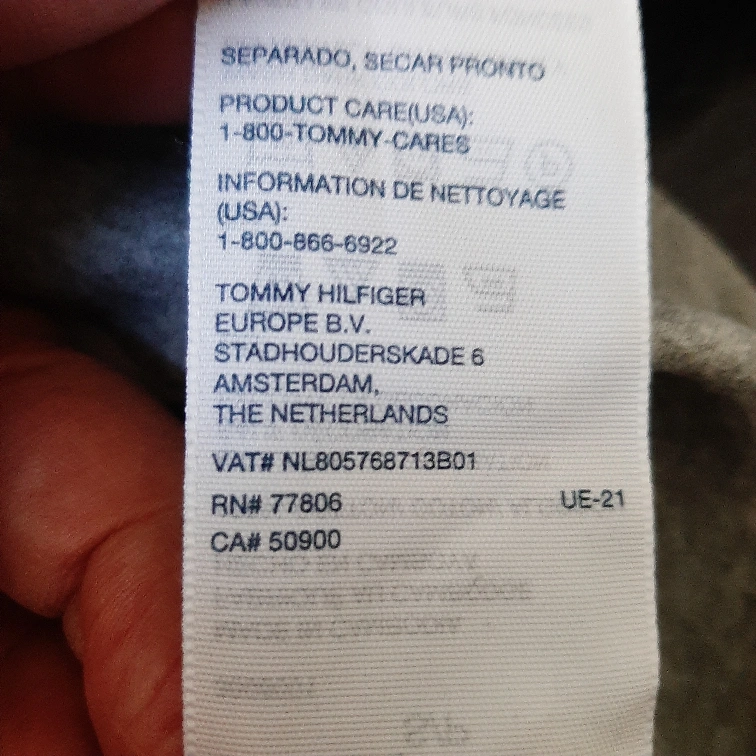 SEPARADO, SECAR PRONTO
PRODUCT CARE(USA):
1-800-TOMMY-CARES
INFORMATION DE NETTOYAGE
(USA):
1-800-866-6922
TOMMY HILFIGER
EUROPE B.V.
STADHOUDERSKADE 6
AMSTERDAM,
THE NETHERLANDS
VAT# NL805768713B01
RN# 77806 UE-21
CA# 50900